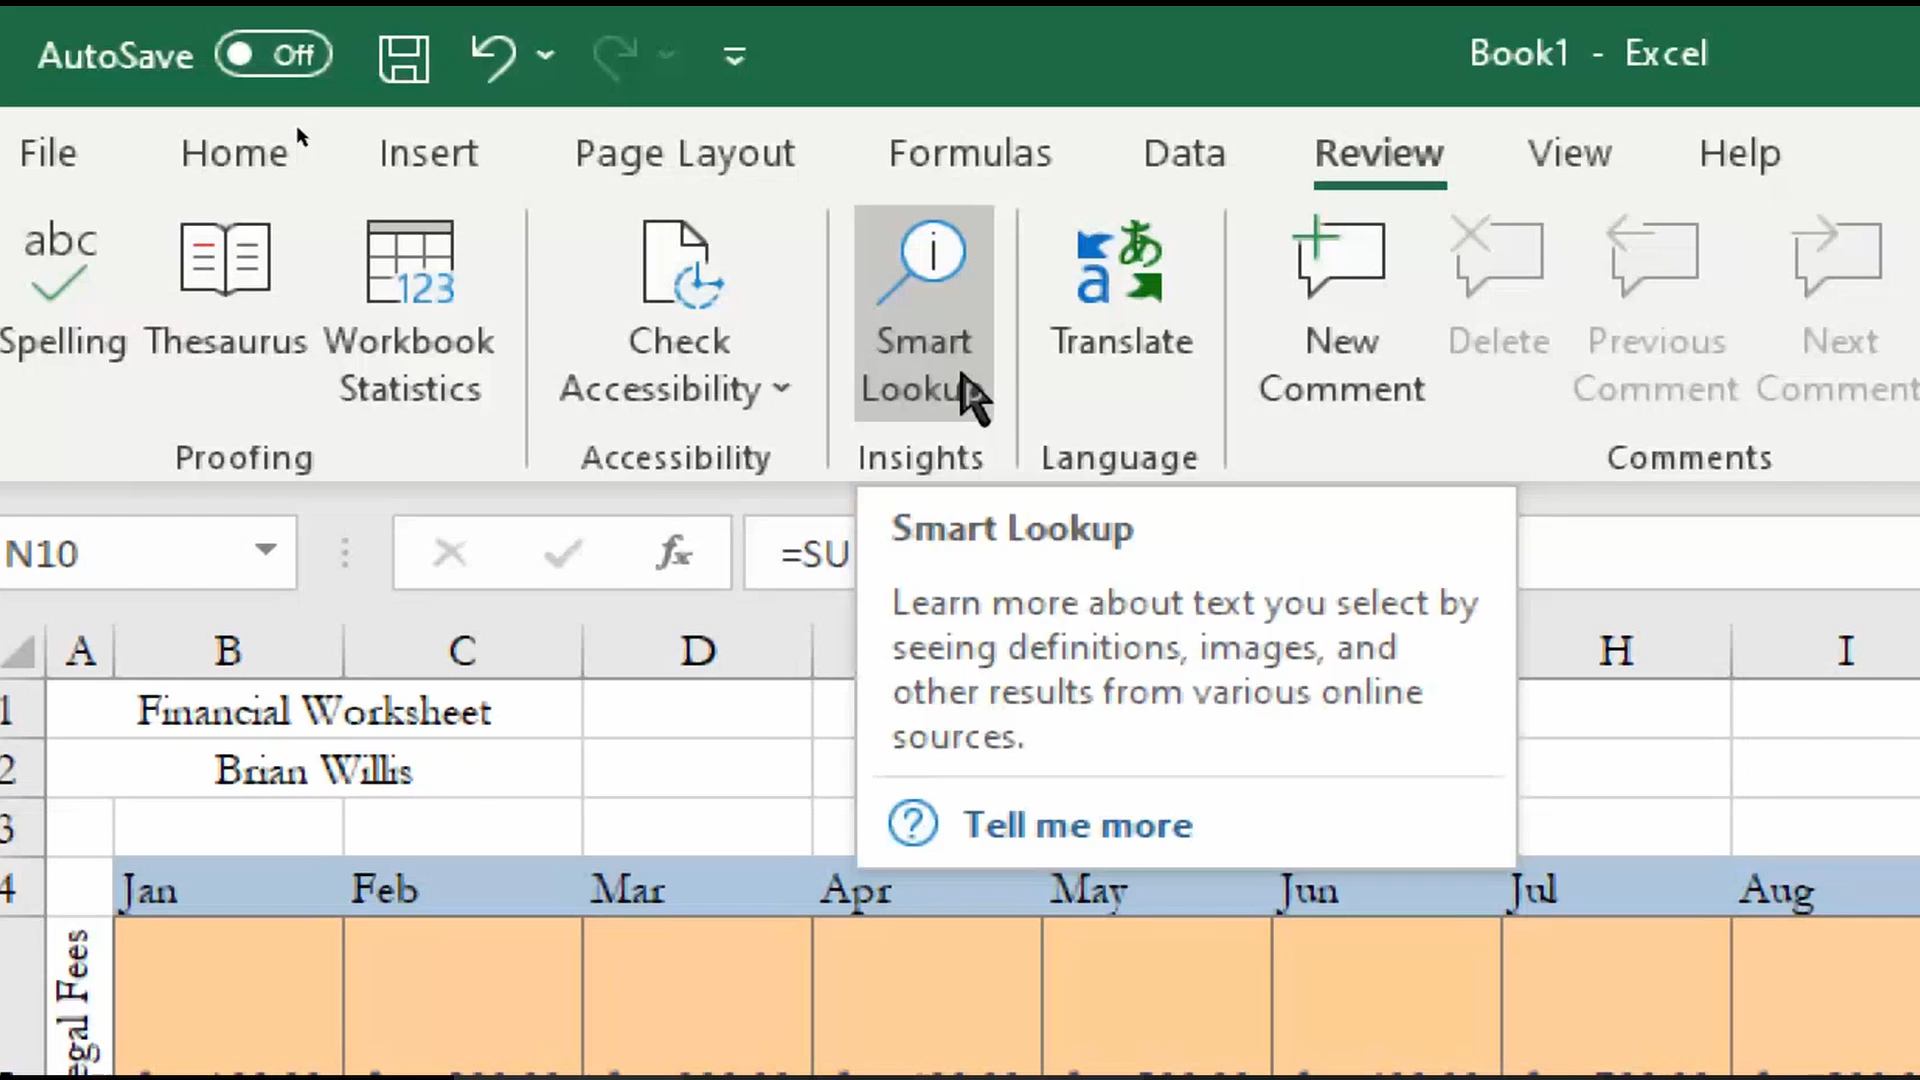 AutoSave Off Book1 - Excel
File Home Insert Page Layout Formulas Data Review View Help
abc 123 i a あ
Spelling Thesaurus Workbook Statistics Check Accessibility Smart Translate New Comment Delete Previous Comment Next Comment
Proofing Accessibility Insights Language Comments
N10 fx =SU
Smart Lookup
Learn more about text you select by
seeing definitions, images, and
other results from various online
sources.
? Tell me more
A B C D H I
1 Financial Worksheet
2 Brian Willis
3
4 Jan Feb Mar Apr May Jun Jul Aug
egal Fees